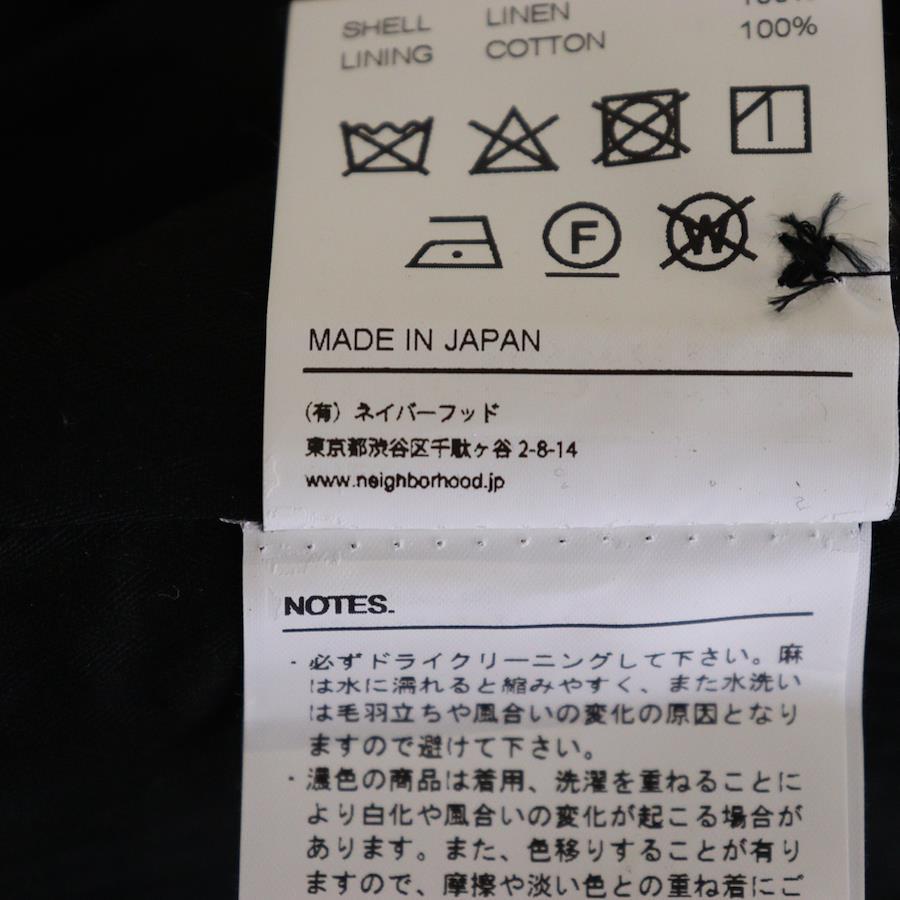 SHELL LINEN 100%
LINING COTTON 100%
F
W
MADE IN JAPAN
(有) ネイバーフッド
東京都渋谷区千駄ヶ谷 2-8-14
www.neighborhood.jp
NOTES.
・必ずドライクリーニングして下さい。麻
は水に濡れると縮みやすく、また水洗い
は毛羽立ちや風合いの変化の原因となり
ますので避けて下さい。
・濃色の商品は着用、洗濯を重ねることに
より白化や風合いの変化が起こる場合が
あります。また、色移りすることが有り
ますので、摩擦や淡い色との重ね着にご